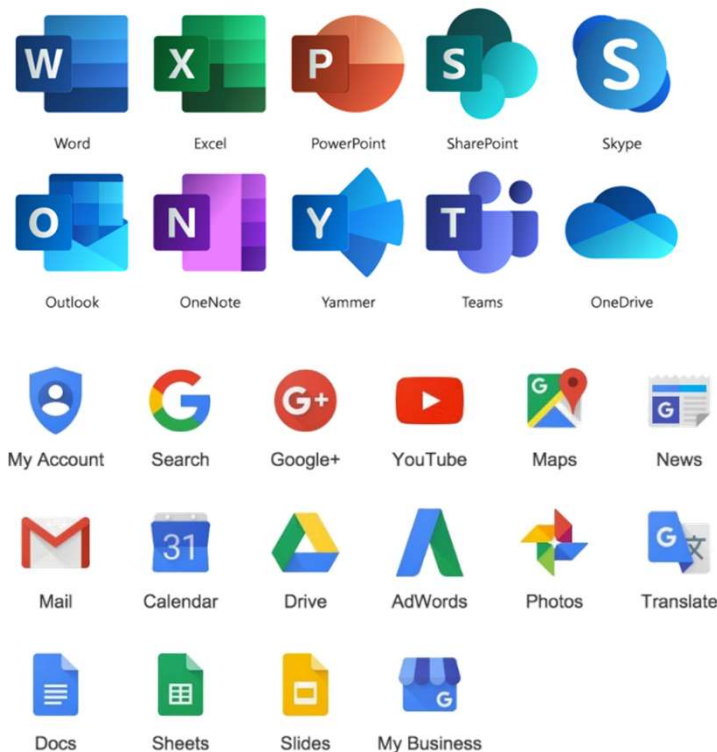 W X P S S
Word Excel PowerPoint SharePoint Skype
O N Y T
Outlook OneNote Yammer Teams OneDrive
G G+ G G
My Account Search Google+ YouTube Maps News
31 G 文
Mail Calendar Drive AdWords Photos Translate
G
Docs Sheets Slides My Business